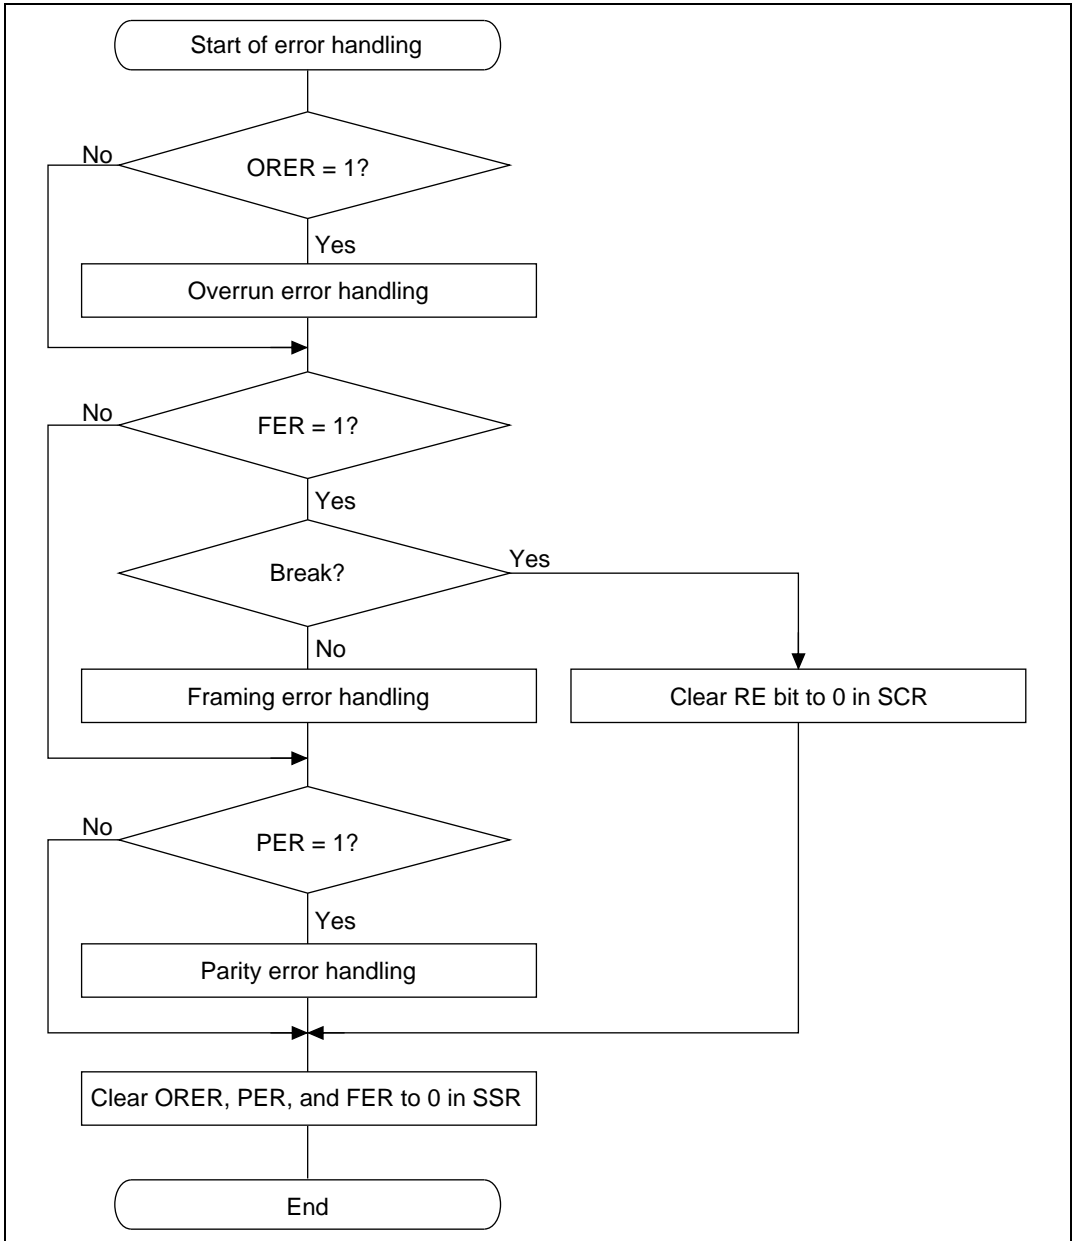 Start of error handling
No
ORER = 1?
Yes
Overrun error handling
No
FER = 1?
Yes
Break?
Yes
No
Framing error handling
Clear RE bit to 0 in SCR
No
PER = 1?
Yes
Parity error handling
Clear ORER, PER, and FER to 0 in SSR
End